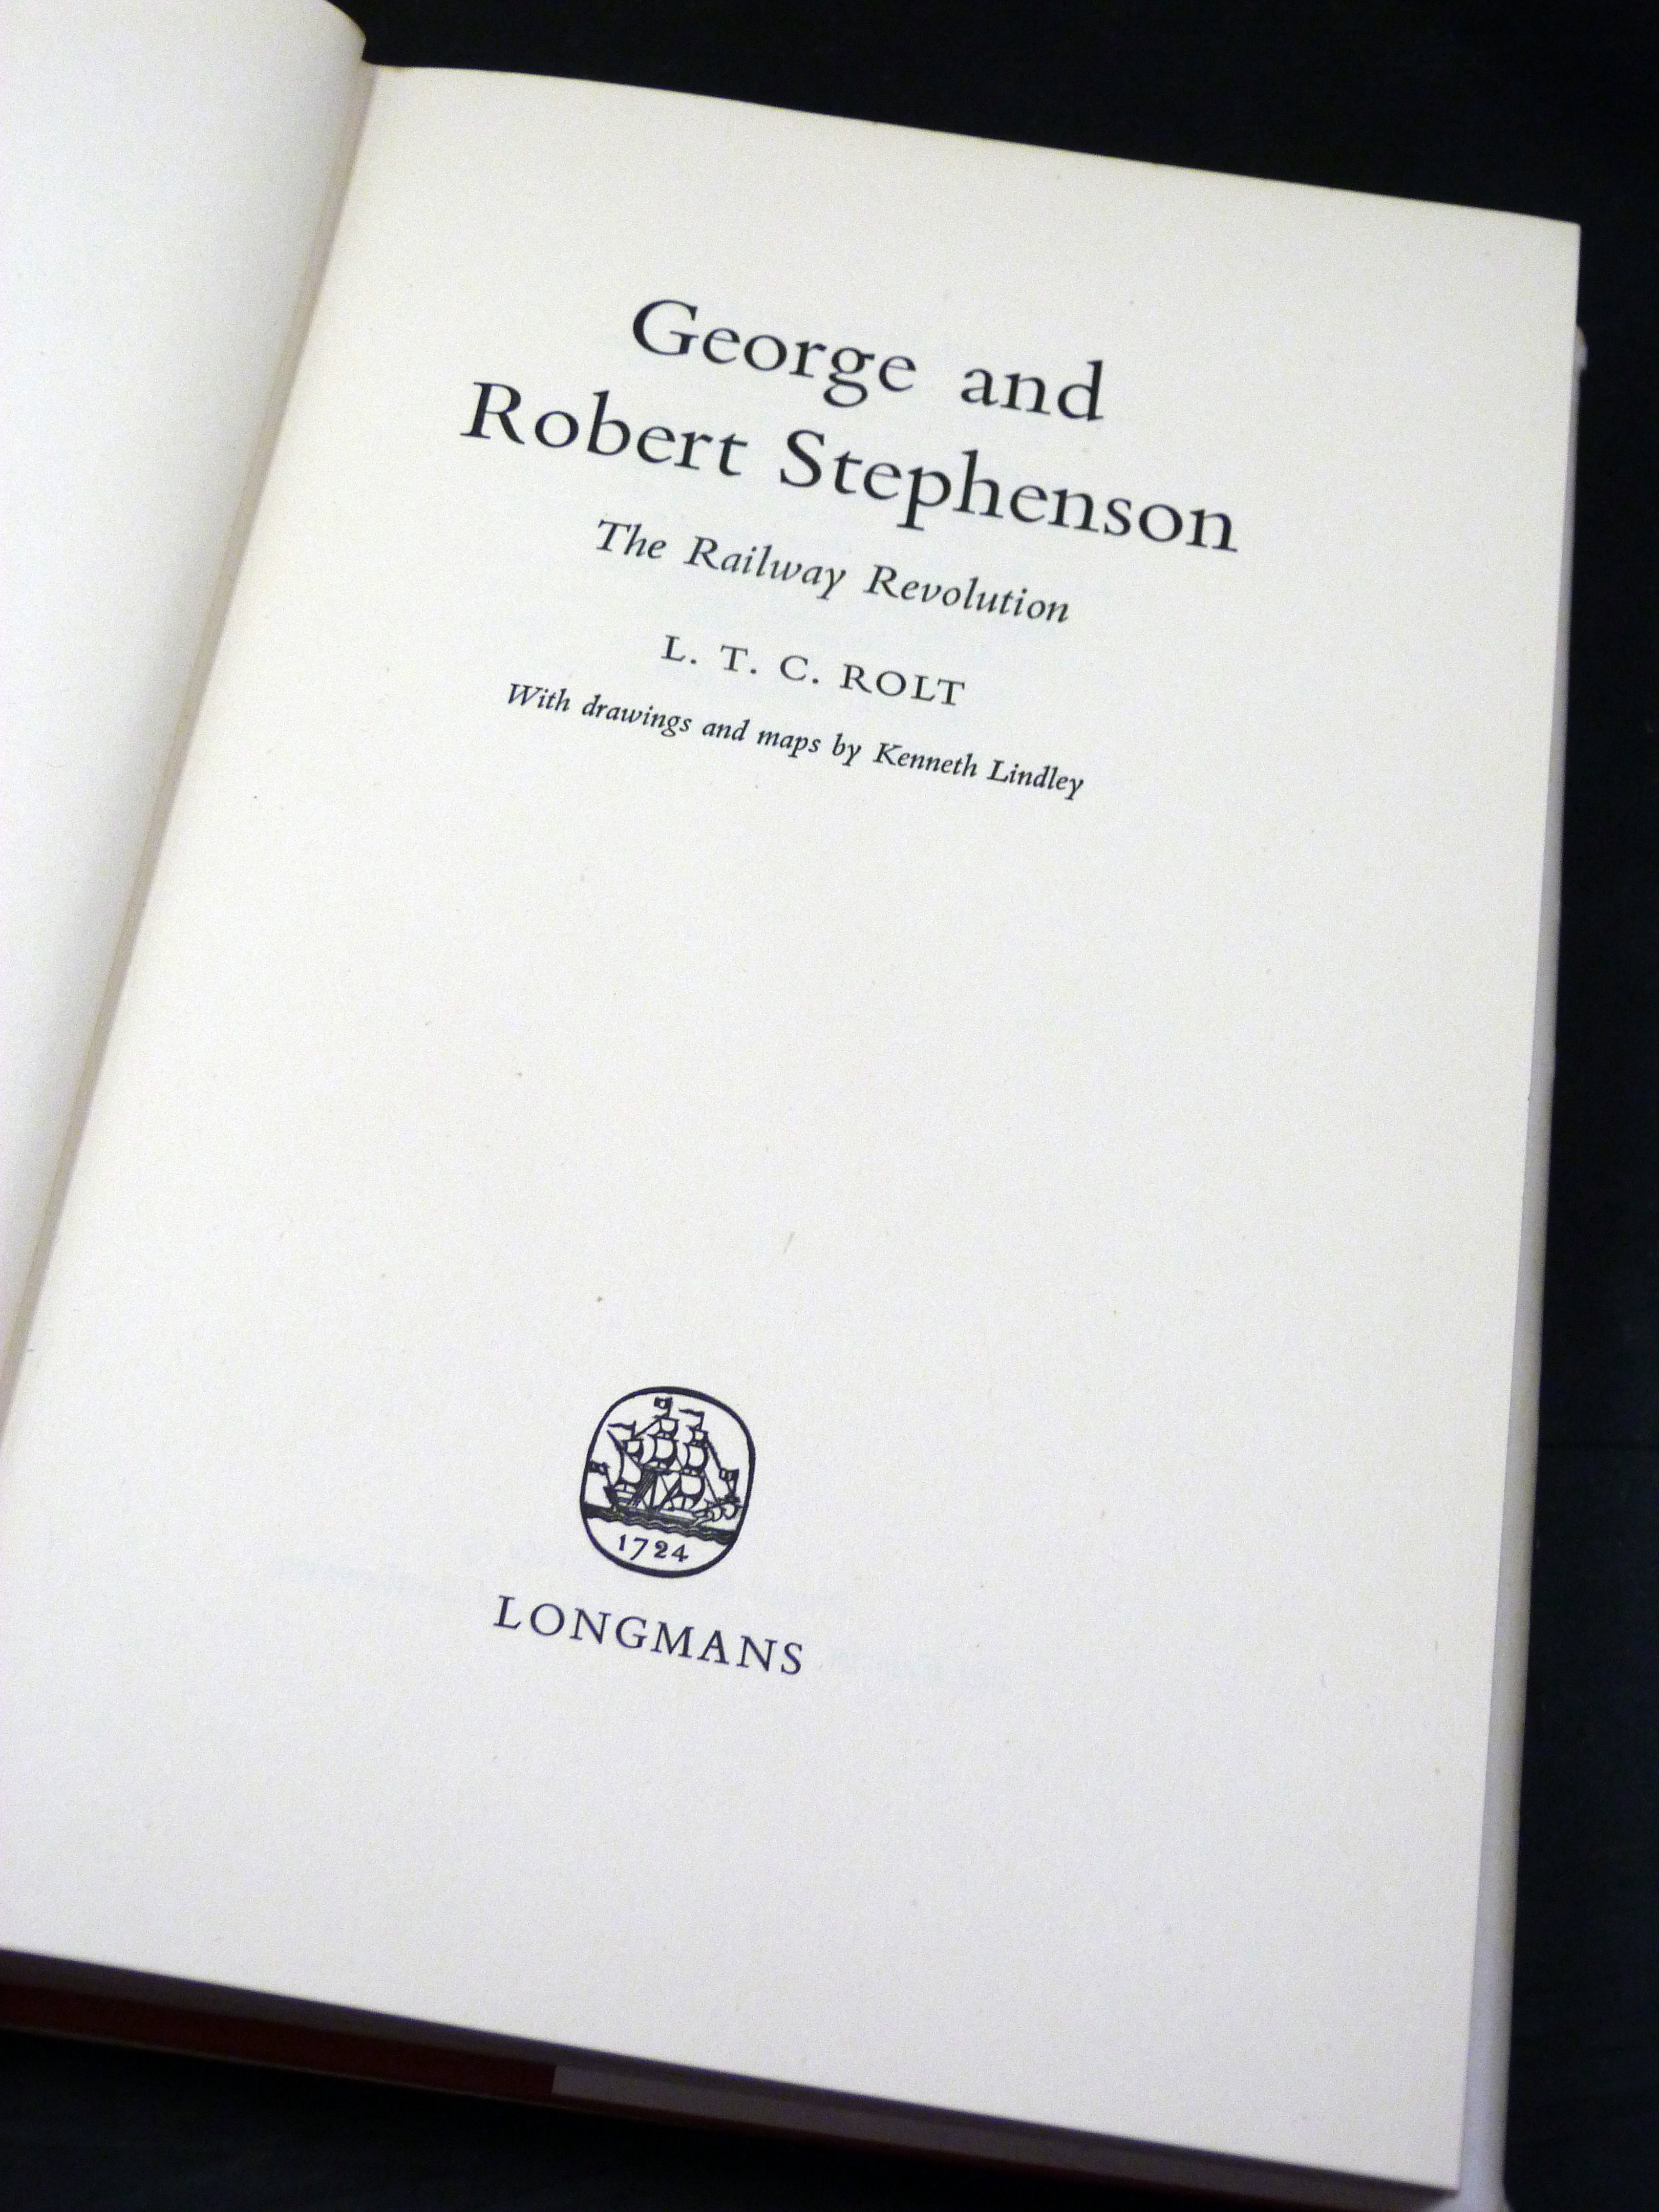 George and
Robert Stephenson
The Railway Revolution
L. T. C. ROLT
With drawings and maps by Kenneth Lindley
1724
LONGMANS